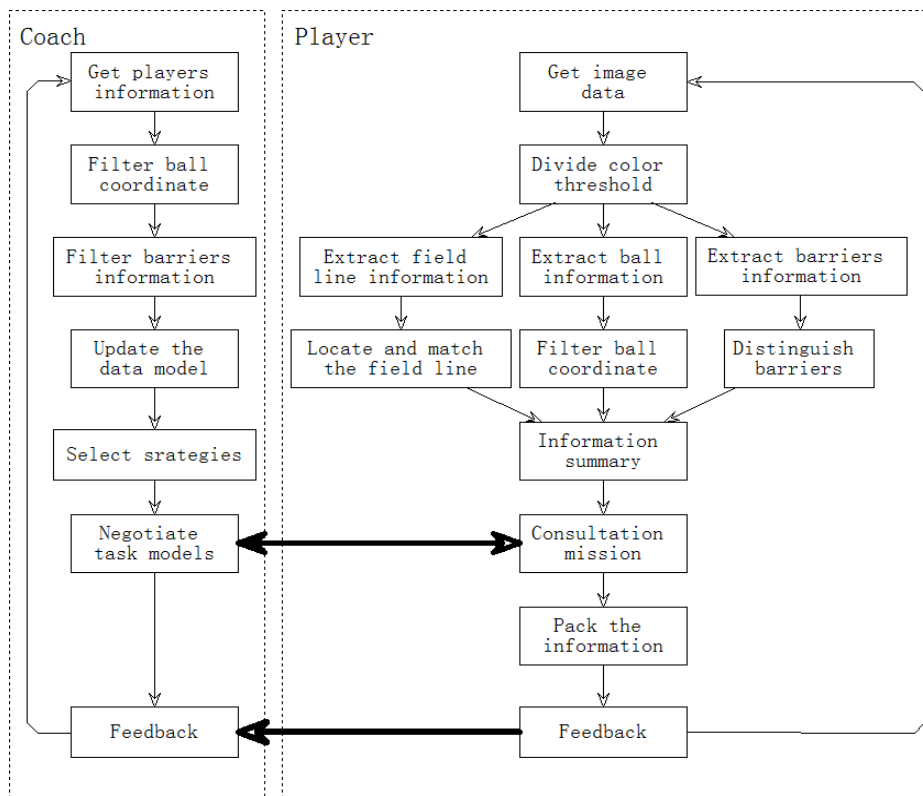 Coach
Get players
information
Filter ball
coordinate
Filter barriers
information
Update the
data model
Select srategies
Negotiate
task models
Feedback
Player
Get image
data
Divide color
threshold
Extract field
line information
Extract ball
information
Extract barriers
information
Locate and match
the field line
Filter ball
coordinate
Distinguish
barriers
Information
summary
Consultation
mission
Pack the
information
Feedback